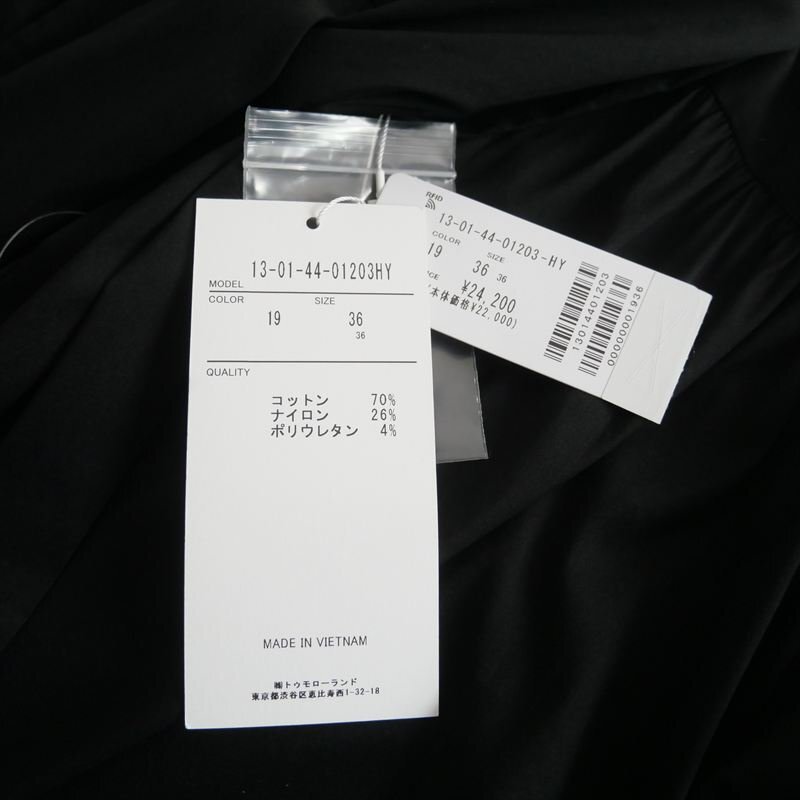 MODEL 13-01-44-01203HY
COLOR SIZE
19 36
36
QUALITY
コットン 70%
ナイロン 26%
ポリウレタン 4%
MADE IN VIETNAM
㈱トゥモローランド
東京都渋谷区恵比寿西1-32-18
RFID
13-01-44-01203-HY
COLOR SIZE
19 36 36
¥24,200
(本体価格¥22,000)
13014401203
00000001936